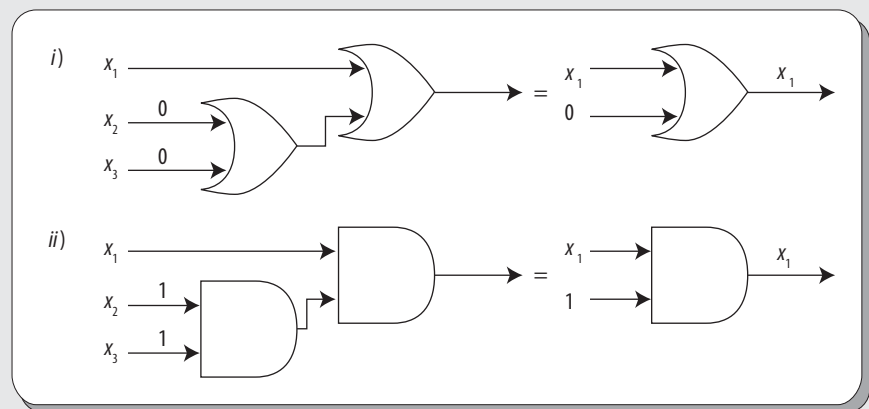 i)
x₁
x₂ 0
x₃ 0
= x₁ x₁
0
ii)
x₁
x₂ 1
x₃ 1
= x₁ x₁
1